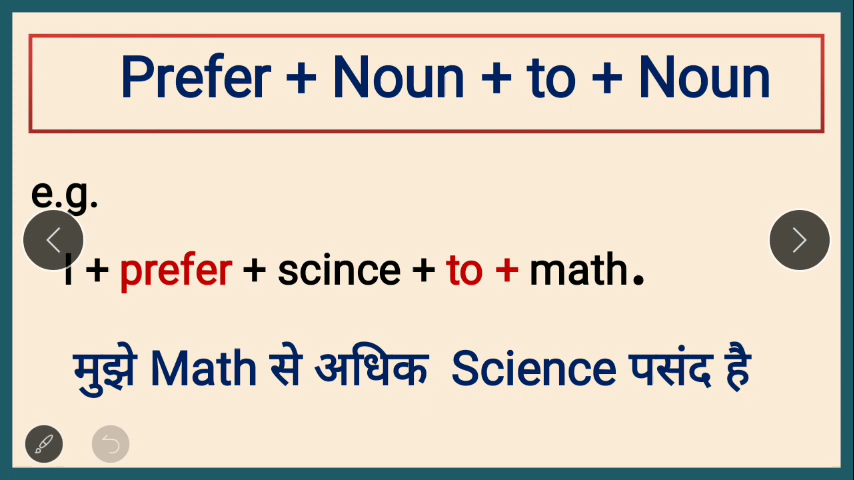 Prefer + Noun + to + Noun
e.g.
I + prefer + scince + to + math.
मुझे Math से अधिक Science पसंद है